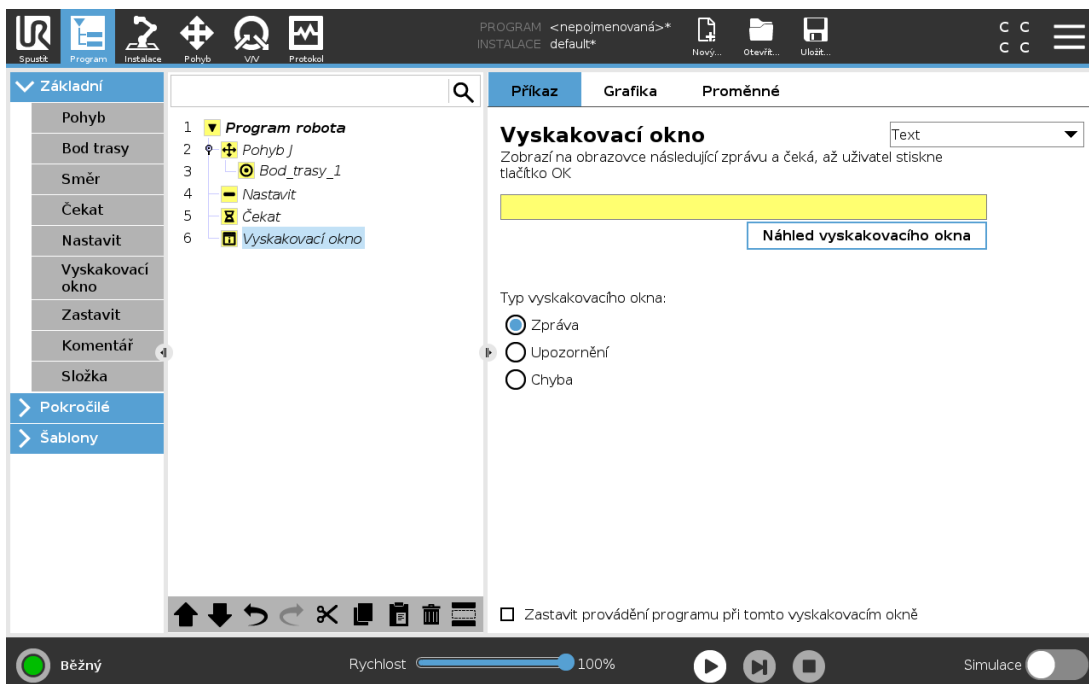 PROGRAM <nepojmenovaná>*
INSTALACE default*
Spustit
Program
Instalace
Pohyb
V/V
Protokol
Nový...
Otevřít...
Uložit...
C C
C C
Základní
Pohyb
Bod trasy
Směr
Čekat
Nastavit
Vyskakovací
okno
Zastavit
Komentář
Složka
Pokročilé
Šablony
1 Program robota
2 Pohyb J
3 Bod_trasy_1
4 Nastavit
5 Čekat
6 Vyskakovací okno
Příkaz Grafika Proměnné
Vyskakovací okno
Text
Zobrazí na obrazovce následující zprávu a čeká, až uživatel stiskne
tlačítko OK
Náhled vyskakovacího okna
Typ vyskakovacího okna:
Zpráva
Upozornění
Chyba
Zastavit provádění programu při tomto vyskakovacím okně
Běžný
Rychlost 100%
Simulace